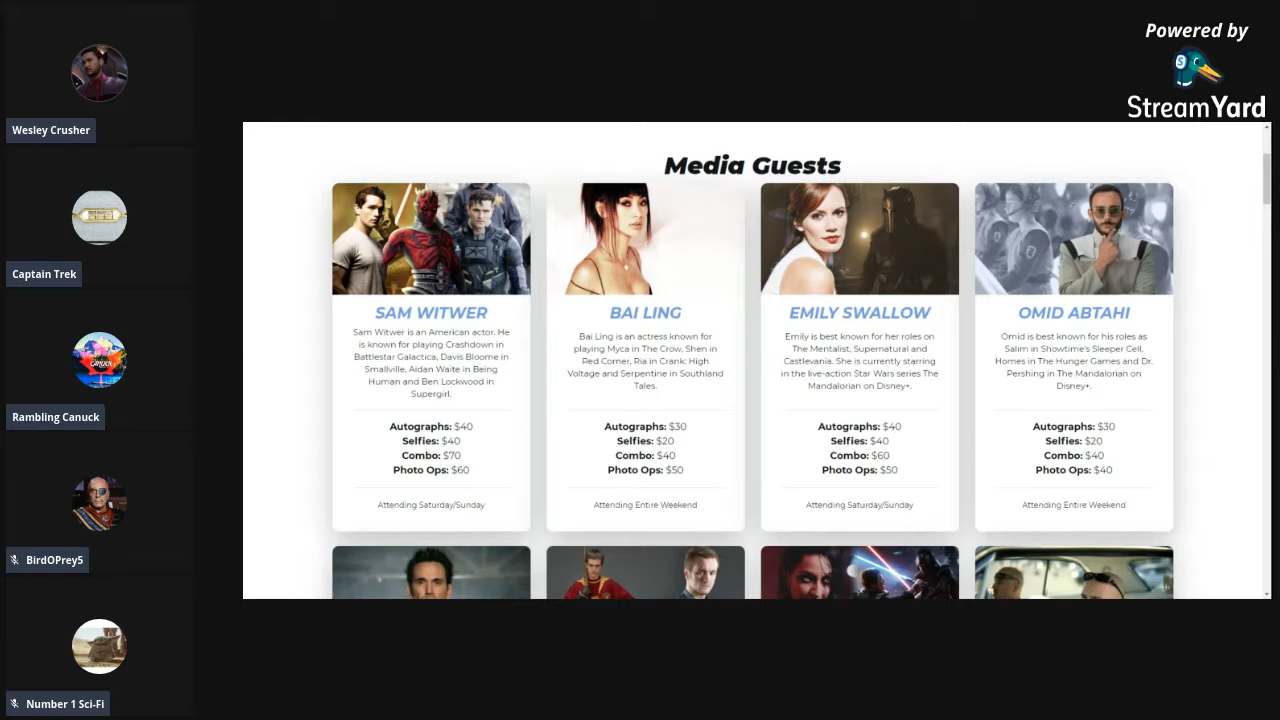 Powered by
StreamYard
Wesley Crusher
Captain Trek
Rambling Canuck
BirdOPrey5
Number 1 Sci-Fi
Media Guests
SAM WITWER
Sam Witwer is an American actor. He
is known for playing Crashdown in
Battlestar Galactica, Davis Bloome in
Smallville, Aidan Waite in Being
Human and Ben Lockwood in
Supergirl.
Autographs: $40
Selfies: $40
Combo: $70
Photo Ops: $60
Attending Saturday/Sunday
BAI LING
Bai Ling is an actress known for
playing Myca in The Crow, Shen in
Red Corner, Ria in Crank: High
Voltage and Serpentine in Southland
Tales.
Autographs: $30
Selfies: $20
Combo: $40
Photo Ops: $50
Attending Entire Weekend
EMILY SWALLOW
Emily is best known for her roles on
The Mentalist, Supernatural and
Castlevania. She is currently starring
in the live-action Star Wars series The
Mandalorian on Disney+.
Autographs: $40
Selfies: $40
Combo: $60
Photo Ops: $50
Attending Saturday/Sunday
OMID ABTAHI
Omid is best known for his roles as
Salim in Showtime's Sleeper Cell,
Homes in The Hunger Games and Dr.
Pershing in The Mandalorian on
Disney+.
Autographs: $30
Selfies: $20
Combo: $40
Photo Ops: $40
Attending Entire Weekend